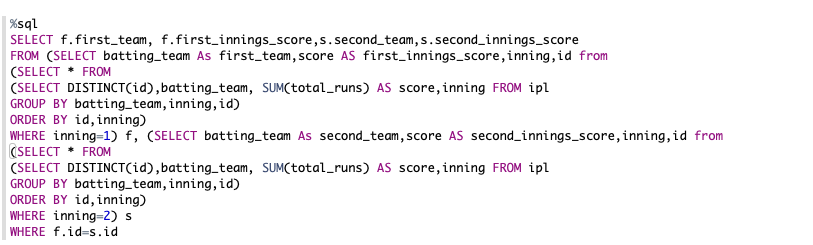 %sql
SELECT f.first_team, f.first_innings_score,s.second_team,s.second_innings_score
FROM (SELECT batting_team As first_team,score AS first_innings_score,inning,id from
(SELECT * FROM
(SELECT DISTINCT(id),batting_team, SUM(total_runs) AS score,inning FROM ipl
GROUP BY batting_team,inning,id)
ORDER BY id,inning)
WHERE inning=1) f, (SELECT batting_team As second_team,score AS second_innings_score,inning,id from
(SELECT * FROM
(SELECT DISTINCT(id),batting_team, SUM(total_runs) AS score,inning FROM ipl
GROUP BY batting_team,inning,id)
ORDER BY id,inning)
WHERE inning=2) s
WHERE f.id=s.id